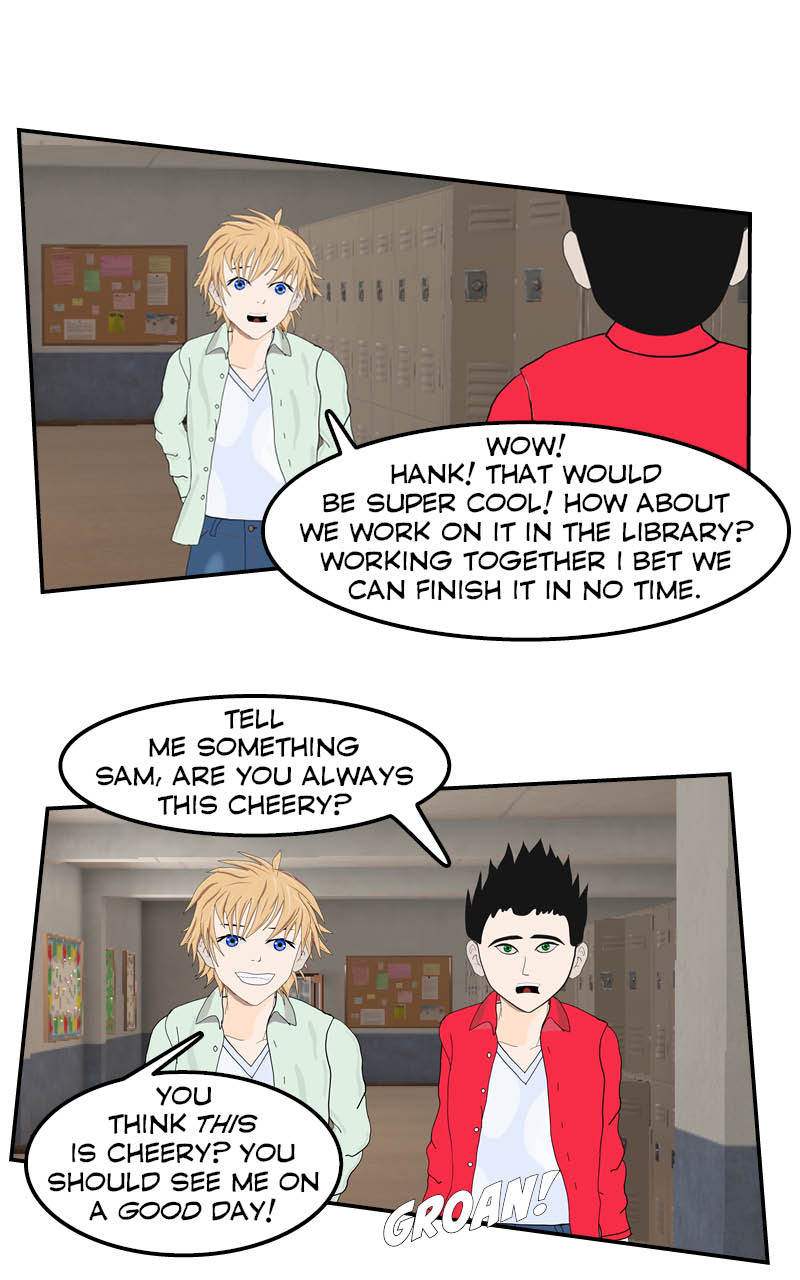 WOW!
HANK! THAT WOULD
BE SUPER COOL! HOW ABOUT
WE WORK ON IT IN THE LIBRARY?
WORKING TOGETHER I BET WE
CAN FINISH IT IN NO TIME.
TELL
ME SOMETHING
SAM, ARE YOU ALWAYS
THIS CHEERY?
YOU
THINK THIS
IS CHEERY? YOU
SHOULD SEE ME ON
A GOOD DAY!
GROAN!